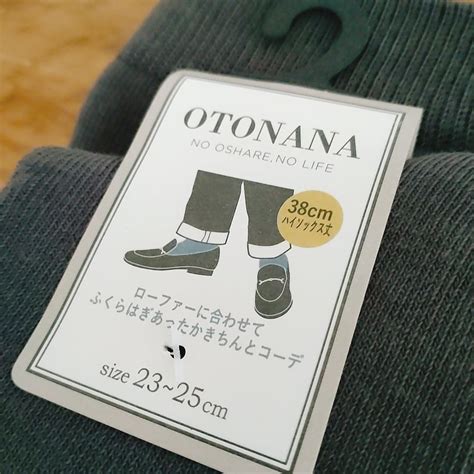 OTONANA
NO OSHARE, NO LIFE
38cm
ハイソックス丈
ローファーに合わせて
ふくらはぎあったかきちんとコーデ
size 23~25cm